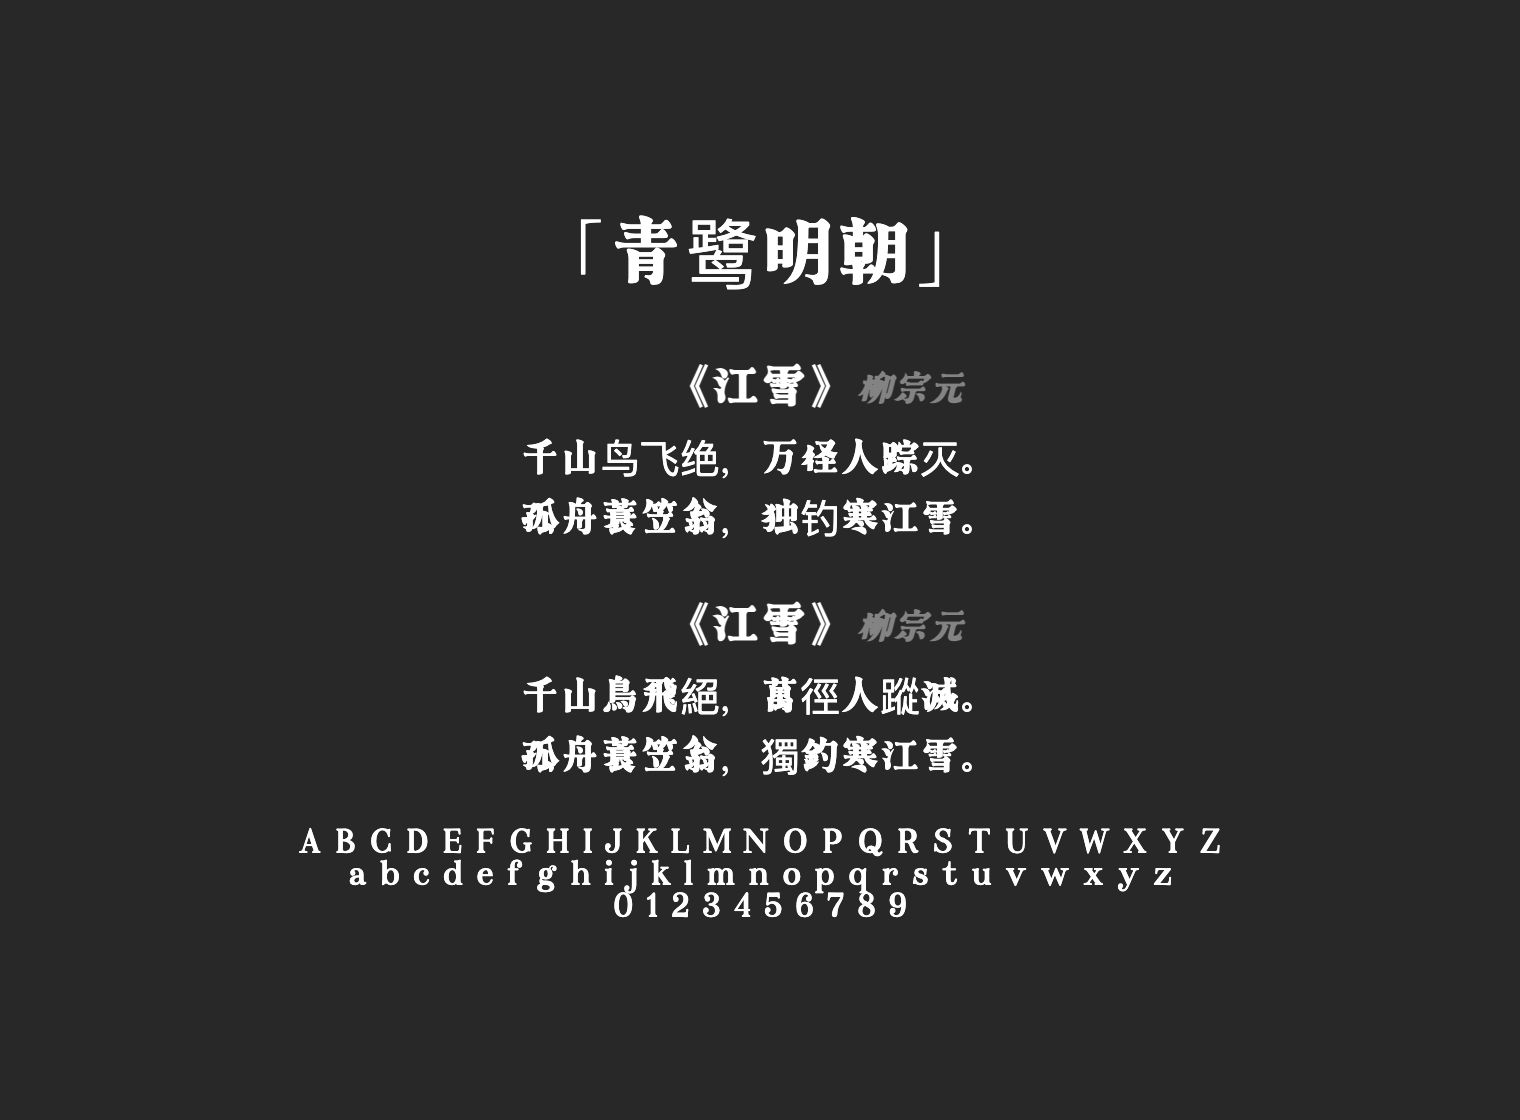 「青鹭明朝」
《江雪》 柳宗元
千山鸟飞绝，万径人踪灭。
孤舟蓑笠翁，独钓寒江雪。
《江雪》 柳宗元
千山鳥飛絕，萬徑人蹤滅。
孤舟蓑笠翁，獨釣寒江雪。
A B C D E F G H I J K L M N O P Q R S T U V W X Y Z
a b c d e f g h i j k l m n o p q r s t u v w x y z
0 1 2 3 4 5 6 7 8 9